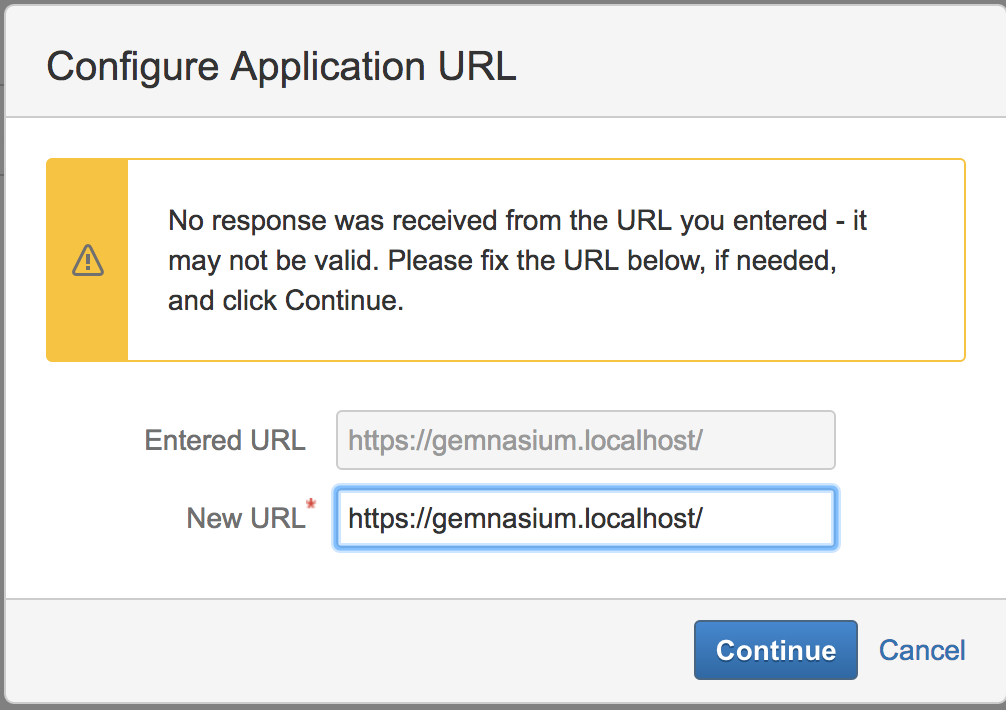 Configure Application URL
No response was received from the URL you entered - it
may not be valid. Please fix the URL below, if needed,
and click Continue.
Entered URL https://gemnasium.localhost/
New URL* https://gemnasium.localhost/
Continue Cancel